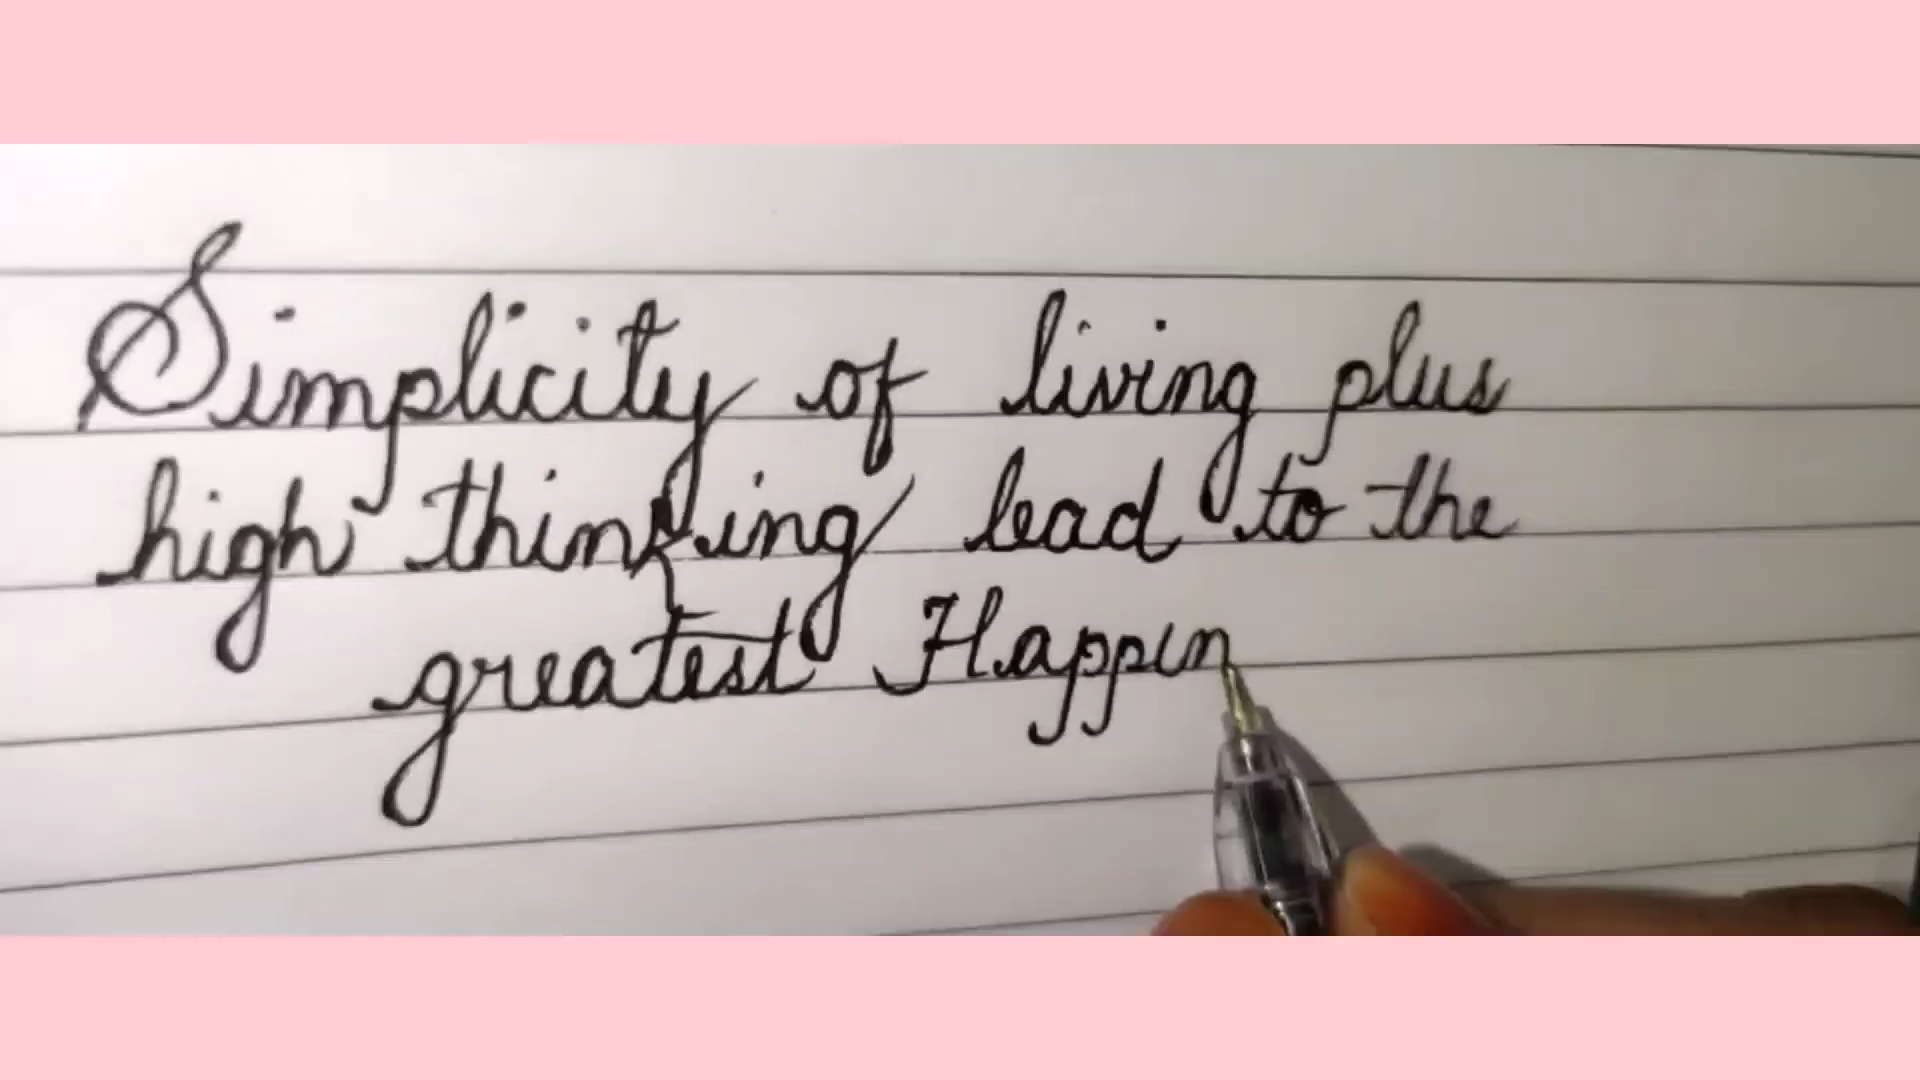 Simplicity of living plus
high thinking lead to the
greatest Happin